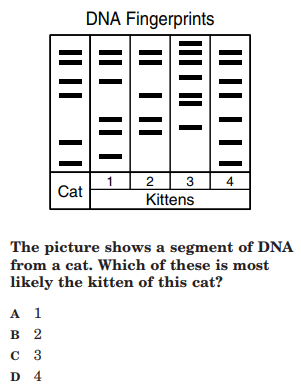 DNA Fingerprints
Cat
1 2 3 4
Kittens
The picture shows a segment of DNA
from a cat. Which of these is most
likely the kitten of this cat?
A 1
B 2
C 3
D 4